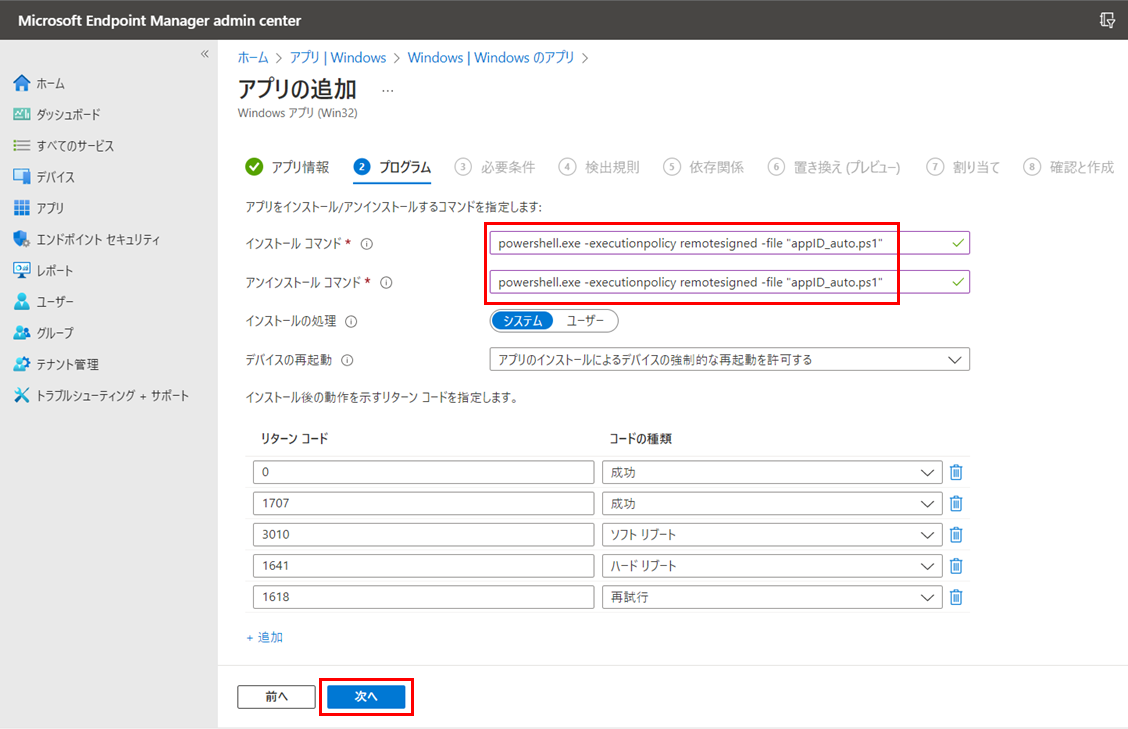 Microsoft Endpoint Manager admin center
«
ホーム
ダッシュボード
すべてのサービス
デバイス
アプリ
エンドポイント セキュリティ
レポート
ユーザー
グループ
テナント管理
トラブルシューティング + サポート
ホーム > アプリ | Windows > Windows | Windows のアプリ >
アプリの追加 ...
Windows アプリ (Win32)
アプリ情報 2 プログラム 3 必要条件 4 検出規則 5 依存関係 6 置き換え (プレビュー) 7 割り当て 8 確認と作成
アプリをインストール/アンインストールするコマンドを指定します:
インストール コマンド * powershell.exe -executionpolicy remotesigned -file "appID_auto.ps1"
アンインストール コマンド * powershell.exe -executionpolicy remotesigned -file "appID_auto.ps1"
インストールの処理 システム ユーザー
デバイスの再起動 アプリのインストールによるデバイスの強制的な再起動を許可する
インストール後の動作を示すリターン コードを指定します。
リターン コード コードの種類
0 成功
1707 成功
3010 ソフト リブート
1641 ハード リブート
1618 再試行
+ 追加
前へ 次へ